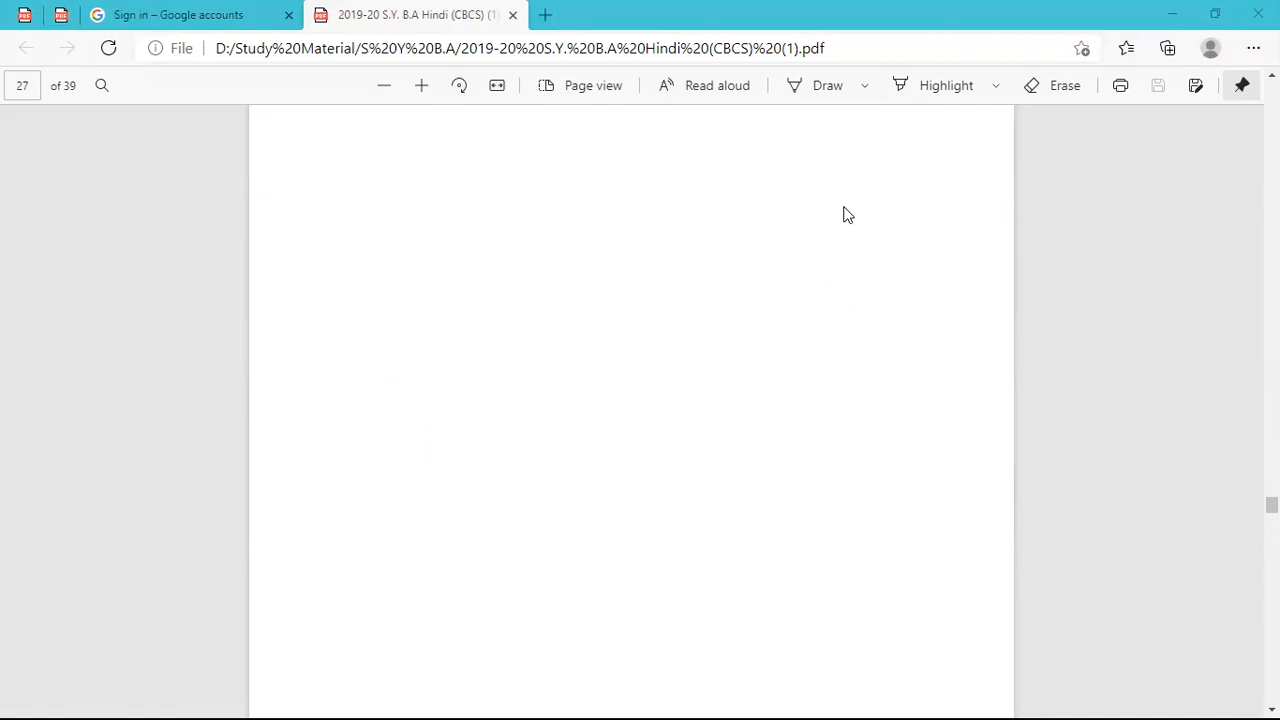 Sign in – Google accounts
2019-20 S.Y. B.A Hindi (CBCS) (1)
File
D:/Study%20Material/S%20Y%20B.A/2019-20%20S.Y.%20B.A%20Hindi%20(CBCS)%20(1).pdf
27 of 39
Page view
Read aloud
Draw
Highlight
Erase